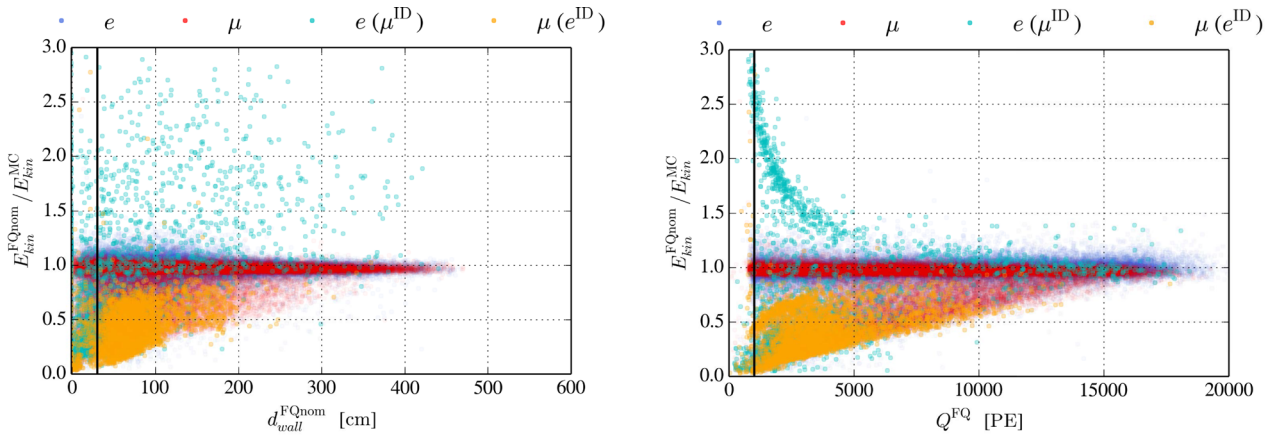 e μ e (μ^ID) μ (e^ID)
3.0
2.5
2.0
1.5
1.0
0.5
0.0
E_kin^FQnom / E_kin^MC
0 100 200 300 400 500 600
d_wall^FQnom [cm]
e μ e (μ^ID) μ (e^ID)
3.0
2.5
2.0
1.5
1.0
0.5
0.0
E_kin^FQnom / E_kin^MC
0 5000 10000 15000 20000
Q^FQ [PE]